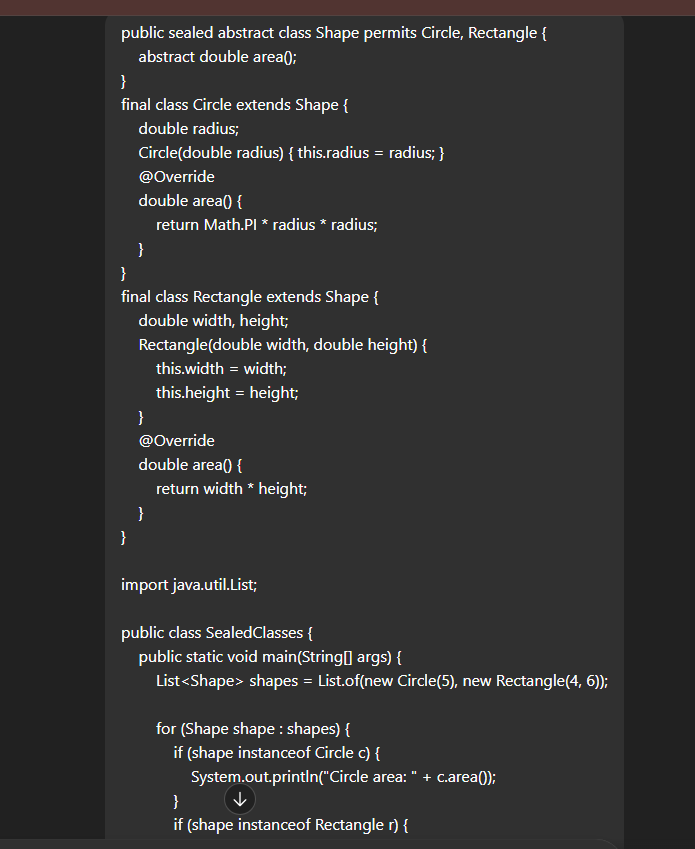 public sealed abstract class Shape permits Circle, Rectangle {
abstract double area();
}
final class Circle extends Shape {
double radius;
Circle(double radius) { this.radius = radius; }
@Override
double area() {
return Math.PI * radius * radius;
}
}
final class Rectangle extends Shape {
double width, height;
Rectangle(double width, double height) {
this.width = width;
this.height = height;
}
@Override
double area() {
return width * height;
}
}
import java.util.List;
public class SealedClasses {
public static void main(String[] args) {
List<Shape> shapes = List.of(new Circle(5), new Rectangle(4, 6));
for (Shape shape : shapes) {
if (shape instanceof Circle c) {
System.out.println("Circle area: " + c.area());
}
if (shape instanceof Rectangle r) {